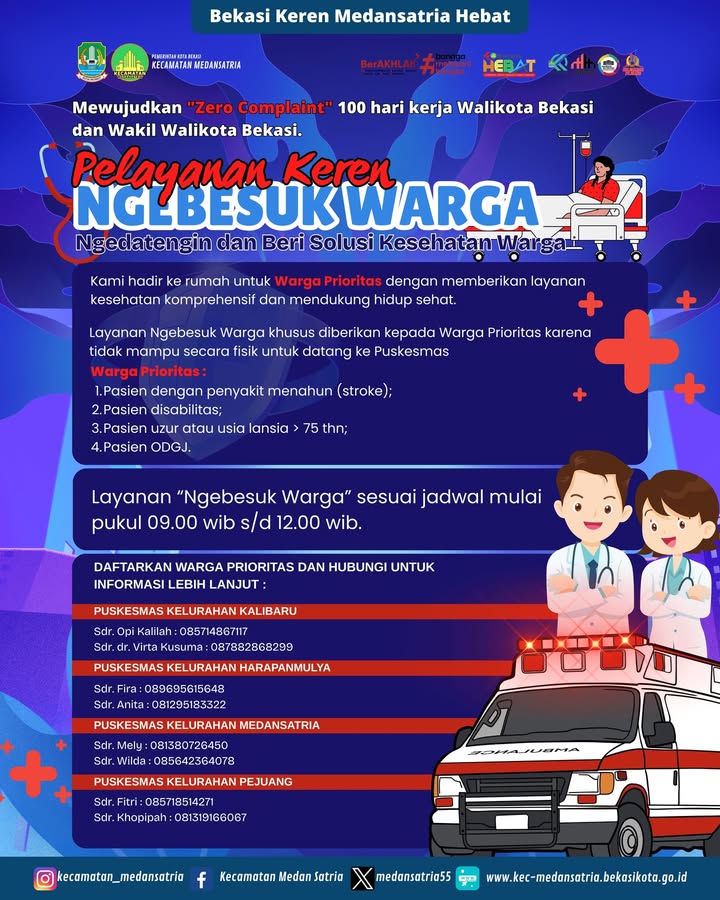 Bekasi Keren Medansatria Hebat
PEMERINTAH KOTA BEKASI
KECAMATAN MEDANSATRIA
BerAKHLAK
HEBAT
Mewujudkan "Zero Complaint" 100 hari kerja Walikota Bekasi
dan Wakil Walikota Bekasi.
Pelayanan Keren
NGEBESUK WARGA
Ngedatengin dan Beri Solusi Kesehatan Warga
Kami hadir ke rumah untuk Warga Prioritas dengan memberikan layanan
kesehatan komprehensif dan mendukung hidup sehat.
Layanan Ngebesuk Warga khusus diberikan kepada Warga Prioritas karena
tidak mampu secara fisik untuk datang ke Puskesmas
Warga Prioritas :
1.Pasien dengan penyakit menahun (stroke);
2.Pasien disabilitas;
3.Pasien uzur atau usia lansia > 75 thn;
4.Pasien ODGJ.
Layanan “Ngebesuk Warga” sesuai jadwal mulai
pukul 09.00 wib s/d 12.00 wib.
DAFTARKAN WARGA PRIORITAS DAN HUBUNGI UNTUK
INFORMASI LEBIH LANJUT :
PUSKESMAS KELURAHAN KALIBARU
Sdr. Opi Kalilah : 085714867117
Sdr. dr. Virta Kusuma : 087882868299
PUSKESMAS KELURAHAN HARAPANMULYA
Sdr. Fira : 089695615648
Sdr. Anita : 081295183322
PUSKESMAS KELURAHAN MEDANSATRIA
Sdr. Mely : 081380726450
Sdr. Wilda : 085642364078
PUSKESMAS KELURAHAN PEJUANG
Sdr. Fitri : 085718514271
Sdr. Khopipah : 081319166067
AMBULANCE
kecamatan_medansatria
Kecamatan Medan Satria
medansatria55
www.kec-medansatria.bekasikota.go.id